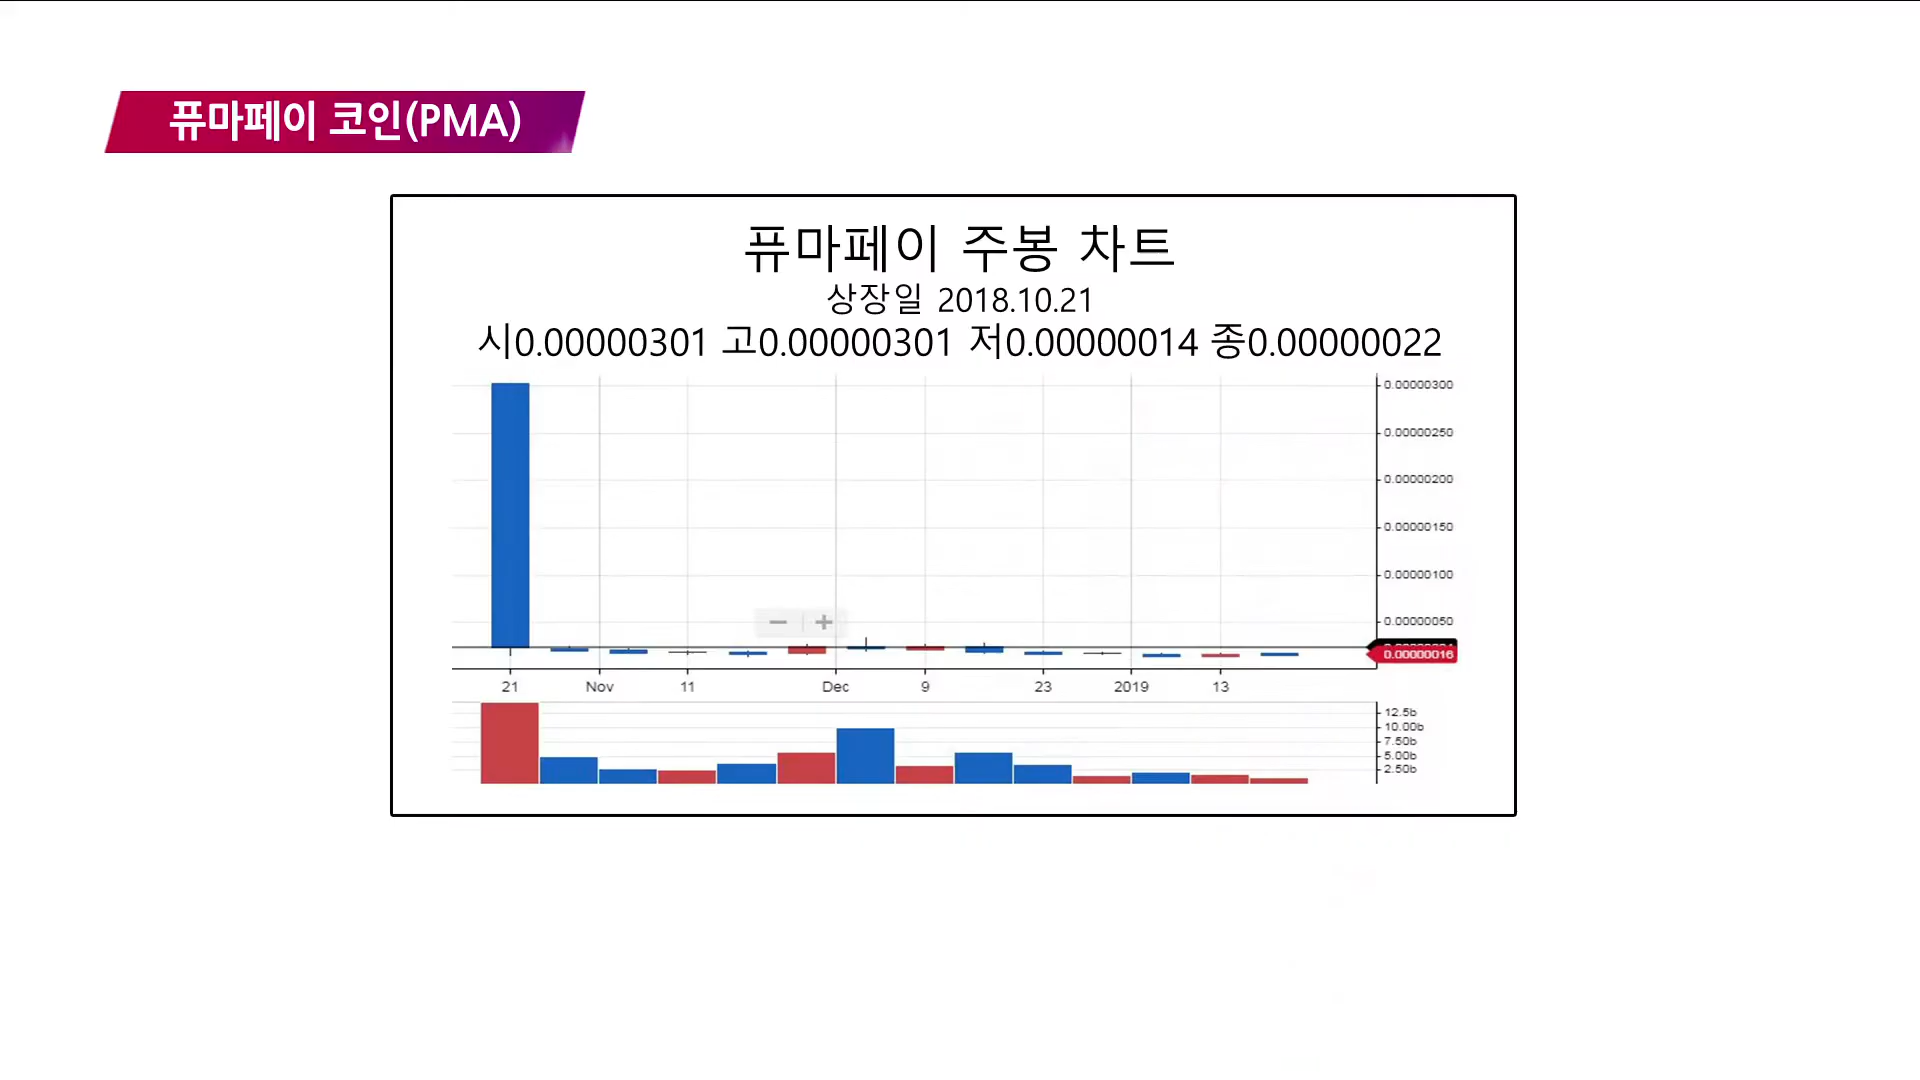 퓨마페이 코인(PMA)
퓨마페이 주봉 차트
상장일 2018.10.21
시0.00000301 고0.00000301 저0.00000014 종0.00000022
0.00000300
0.00000250
0.00000200
0.00000150
0.00000100
0.00000050
0.00000016
21 Nov 11 Dec 9 23 2019 13
12.5b
10.00b
7.50b
5.00b
2.50b